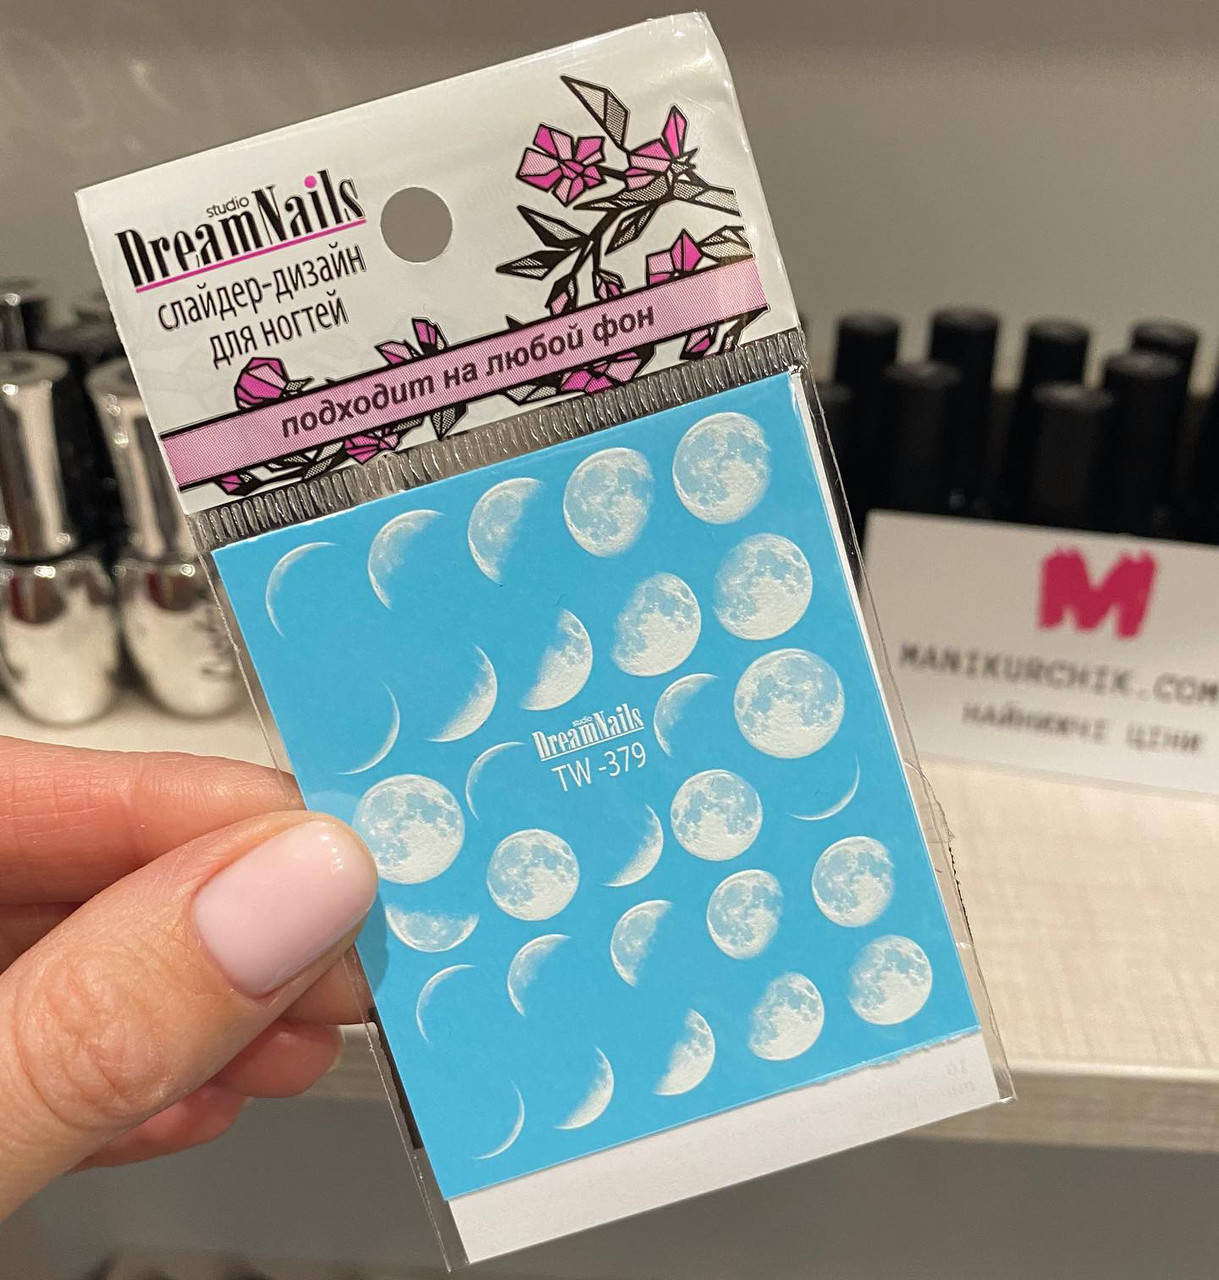 studio
DreamNails
слайдер-дизайн
для ногтей
подходит на любой фон
studio
DreamNails
TW -379
M
MANIKURCHIK.COM
НАЙНИЖЧІ ЦІНИ